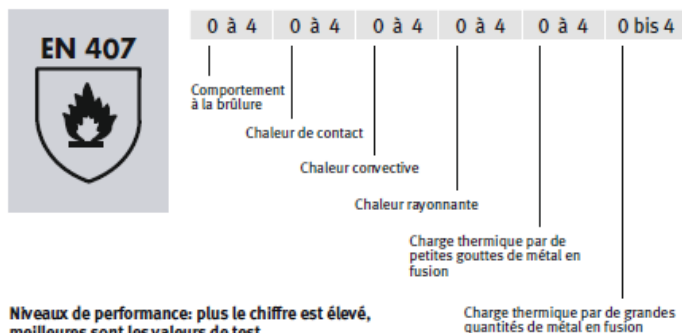 EN 407
0 à 4 0 à 4 0 à 4 0 à 4 0 à 4 0 bis 4
Comportement
à la brûlure
Chaleur de contact
Chaleur convective
Chaleur rayonnante
Charge thermique par de
petites gouttes de métal en
fusion
Charge thermique par de grandes
quantités de métal en fusion
Niveaux de performance: plus le chiffre est élevé,
meilleures sont les valeurs de test